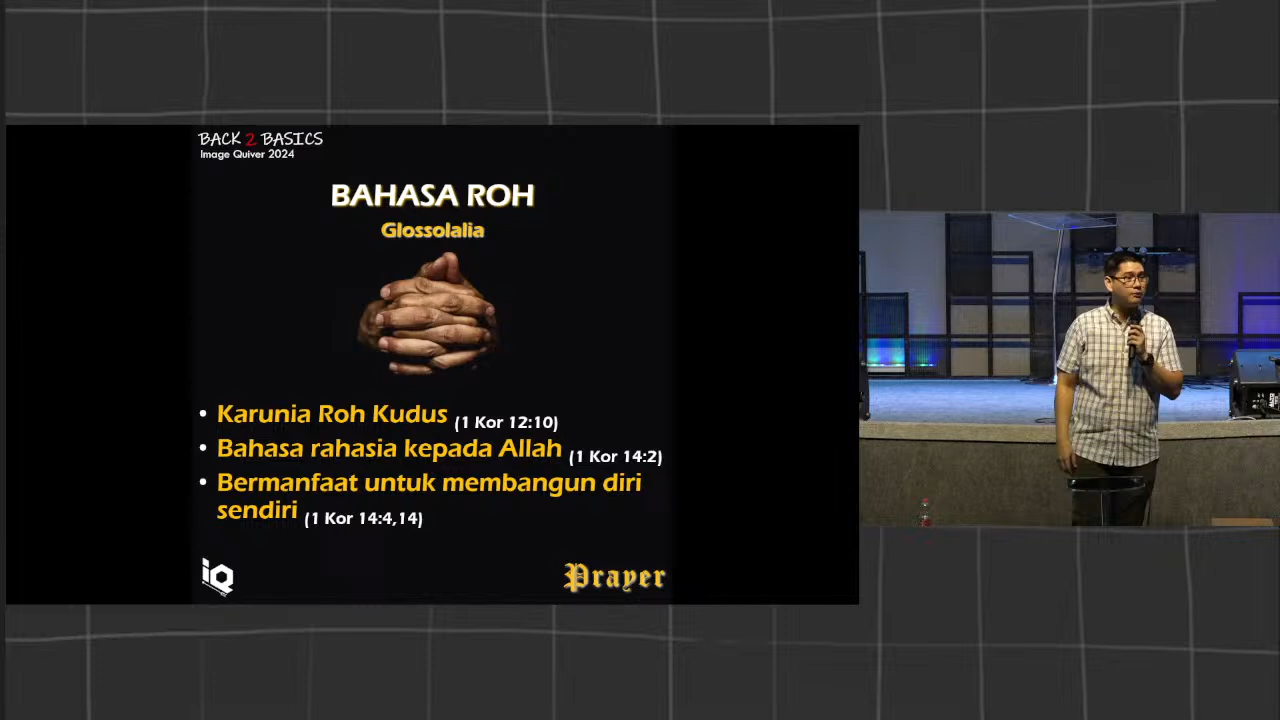 BACK 2 BASICS
Image Quiver 2024
BAHASA ROH
Glossolalia
• Karunia Roh Kudus (1 Kor 12:10)
• Bahasa rahasia kepada Allah (1 Kor 14:2)
• Bermanfaat untuk membangun diri
sendiri (1 Kor 14:4,14)
iQ
Prayer